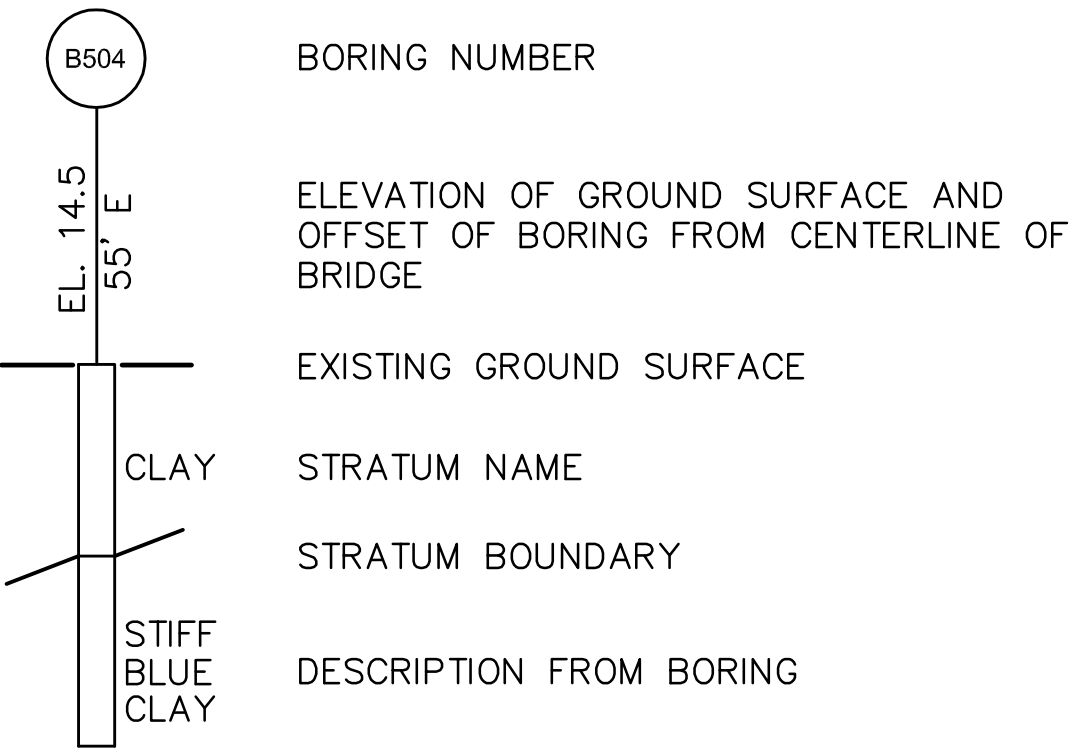 B504
BORING NUMBER
EL. 14.5
55' E
ELEVATION OF GROUND SURFACE AND
OFFSET OF BORING FROM CENTERLINE OF
BRIDGE
EXISTING GROUND SURFACE
CLAY
STRATUM NAME
STRATUM BOUNDARY
STIFF
BLUE
CLAY
DESCRIPTION FROM BORING